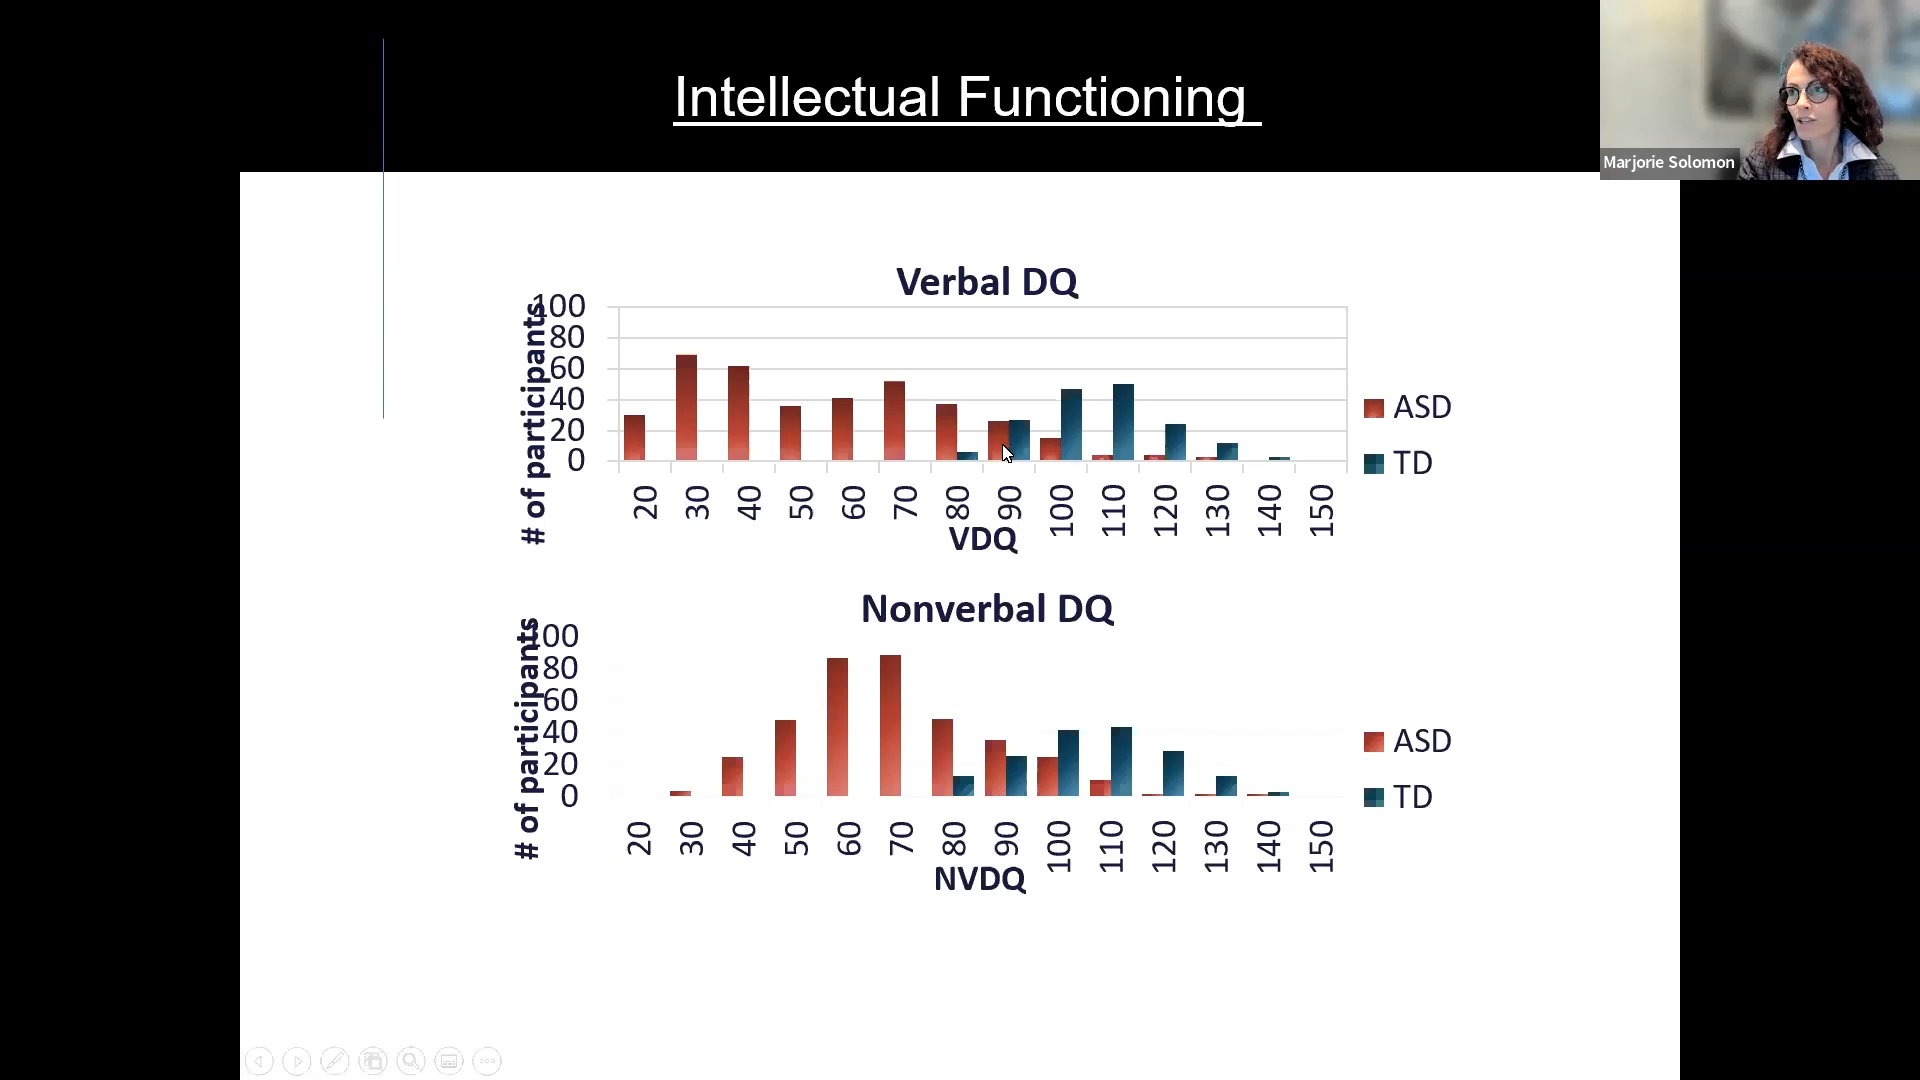 Intellectual Functioning
Marjorie Solomon
Verbal DQ
# of participants
100
80
60
40
20
0
20 30 40 50 60 70 80 90 100 110 120 130 140 150
VDQ
ASD
TD
Nonverbal DQ
# of participants
100
80
60
40
20
0
20 30 40 50 60 70 80 90 100 110 120 130 140 150
NVDQ
ASD
TD